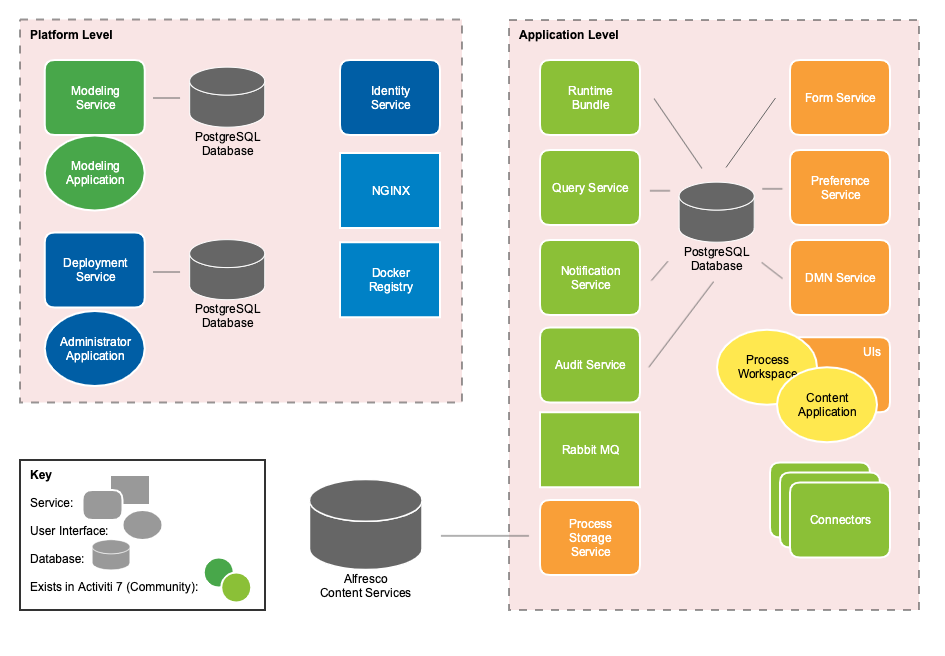 Platform Level
Modeling
Service
PostgreSQL
Database
Identity
Service
Modeling
Application
NGINX
Deployment
Service
PostgreSQL
Database
Docker
Registry
Administrator
Application
Application Level
Runtime
Bundle
Form Service
Query Service
Preference
Service
PostgreSQL
Database
Notification
Service
DMN Service
Audit Service
UIs
Process
Workspace
Content
Application
Rabbit MQ
Process
Storage
Service
Connectors
Key
Service:
User Interface:
Database:
Exists in Activiti 7 (Community):
Alfresco
Content Services